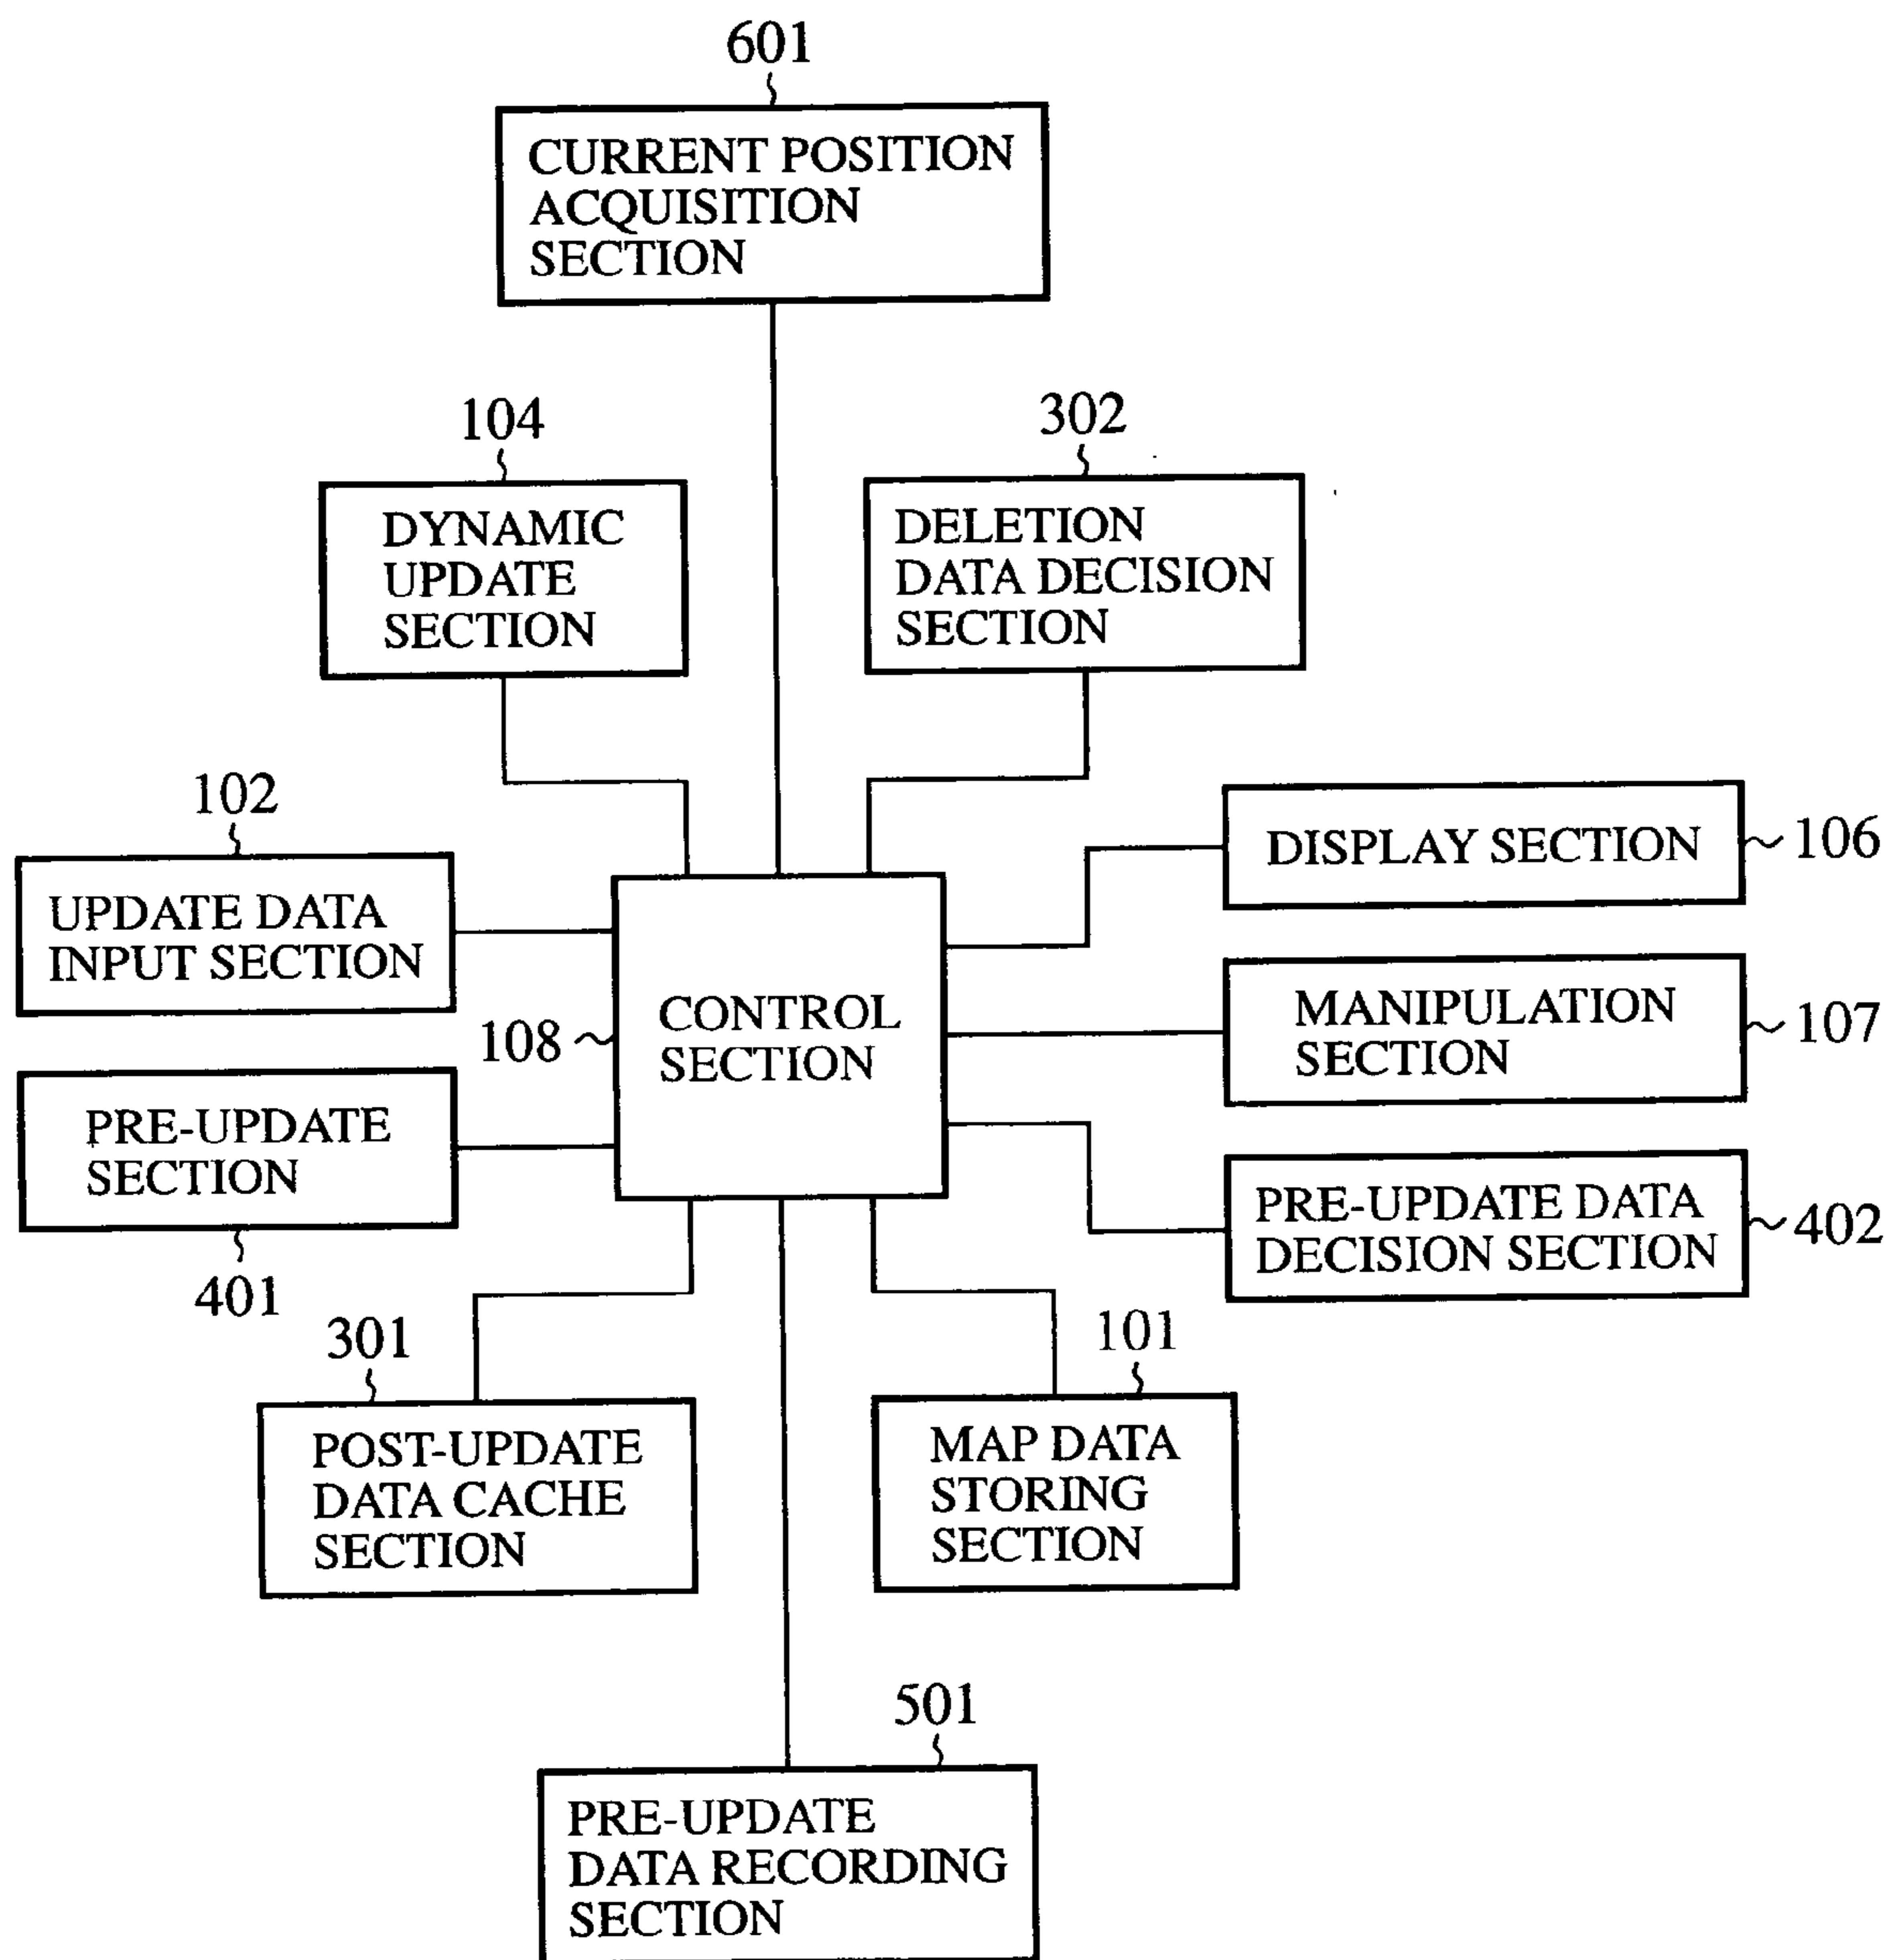 601
CURRENT POSITION
ACQUISITION
SECTION
104
DYNAMIC
UPDATE
SECTION
302
DELETION
DATA DECISION
SECTION
102
UPDATE DATA
INPUT SECTION
DISPLAY SECTION
106
108
CONTROL
SECTION
MANIPULATION
SECTION
107
PRE-UPDATE
SECTION
401
PRE-UPDATE DATA
DECISION SECTION
402
301
POST-UPDATE
DATA CACHE
SECTION
101
MAP DATA
STORING
SECTION
501
PRE-UPDATE
DATA RECORDING
SECTION